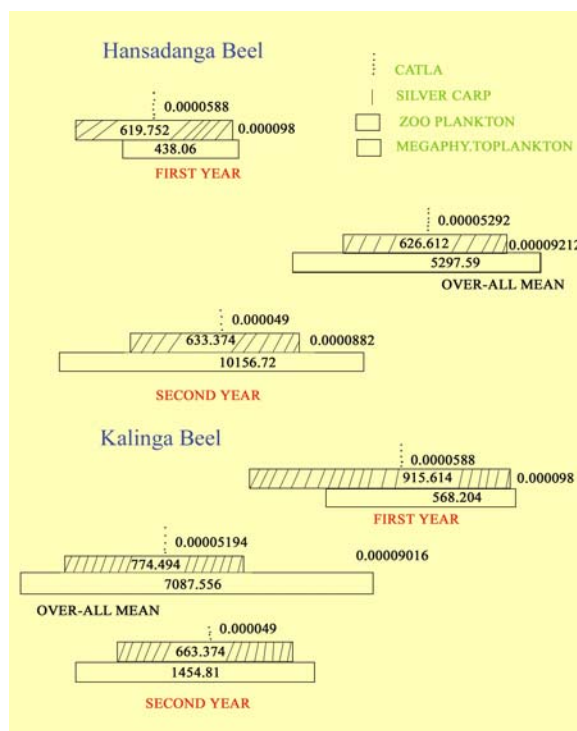 Hansadanga Beel
CATLA
SILVER CARP
ZOO PLANKTON
MEGAPHY.TOPLANKTON
0.0000588
619.752
0.000098
438.06
FIRST YEAR
0.00005292
626.612
0.00009212
5297.59
OVER-ALL MEAN
0.000049
633.374
0.0000882
10156.72
SECOND YEAR
Kalinga Beel
0.0000588
915.614
0.000098
568.204
FIRST YEAR
0.00005194
0.00009016
774.494
7087.556
OVER-ALL MEAN
0.000049
663.374
1454.81
SECOND YEAR